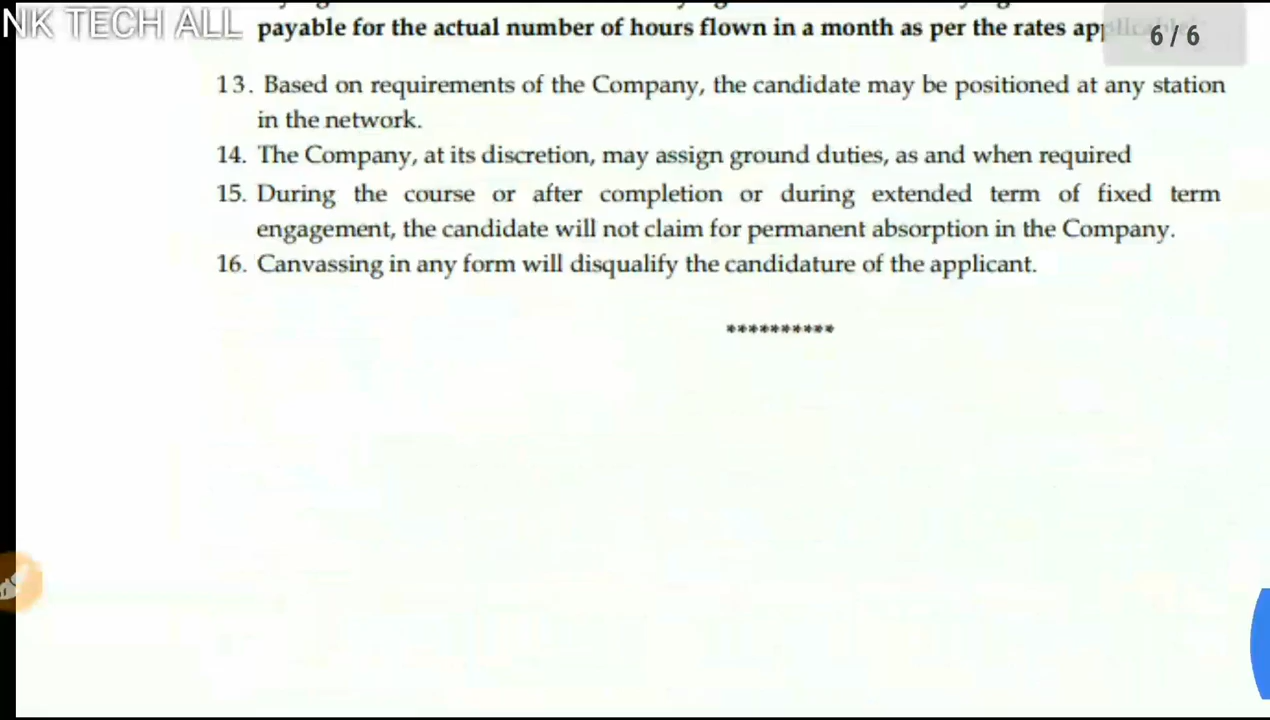 NK TECH ALL
payable for the actual number of hours flown in a month as per the rates applicable
6 / 6
13. Based on requirements of the Company, the candidate may be positioned at any station
in the network.
14. The Company, at its discretion, may assign ground duties, as and when required
15. During the course or after completion or during extended term of fixed term
engagement, the candidate will not claim for permanent absorption in the Company.
16. Canvassing in any form will disqualify the candidature of the applicant.
**********